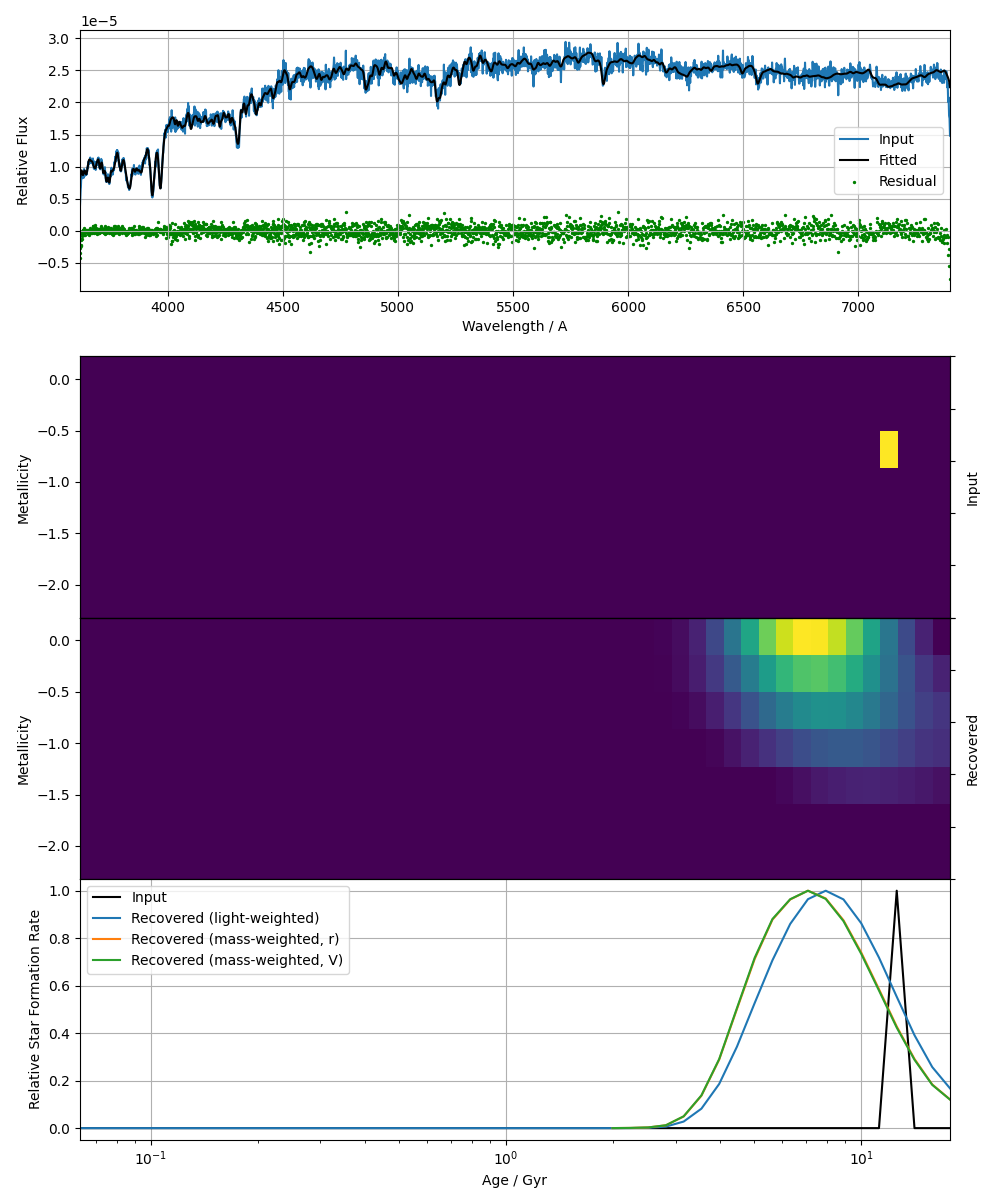 1e−5
3.0
2.5
2.0
1.5
1.0
0.5
0.0
−0.5
Relative Flux
Input
Fitted
Residual
4000
4500
5000
5500
6000
6500
7000
Wavelength / A
0.0
−0.5
−1.0
−1.5
−2.0
Metallicity
Input
0.0
−0.5
−1.0
−1.5
−2.0
Metallicity
Recovered
1.0
0.8
0.6
0.4
0.2
0.0
Relative Star Formation Rate
Input
Recovered (light-weighted)
Recovered (mass-weighted, r)
Recovered (mass-weighted, V)
10⁻¹
10⁰
10¹
Age / Gyr